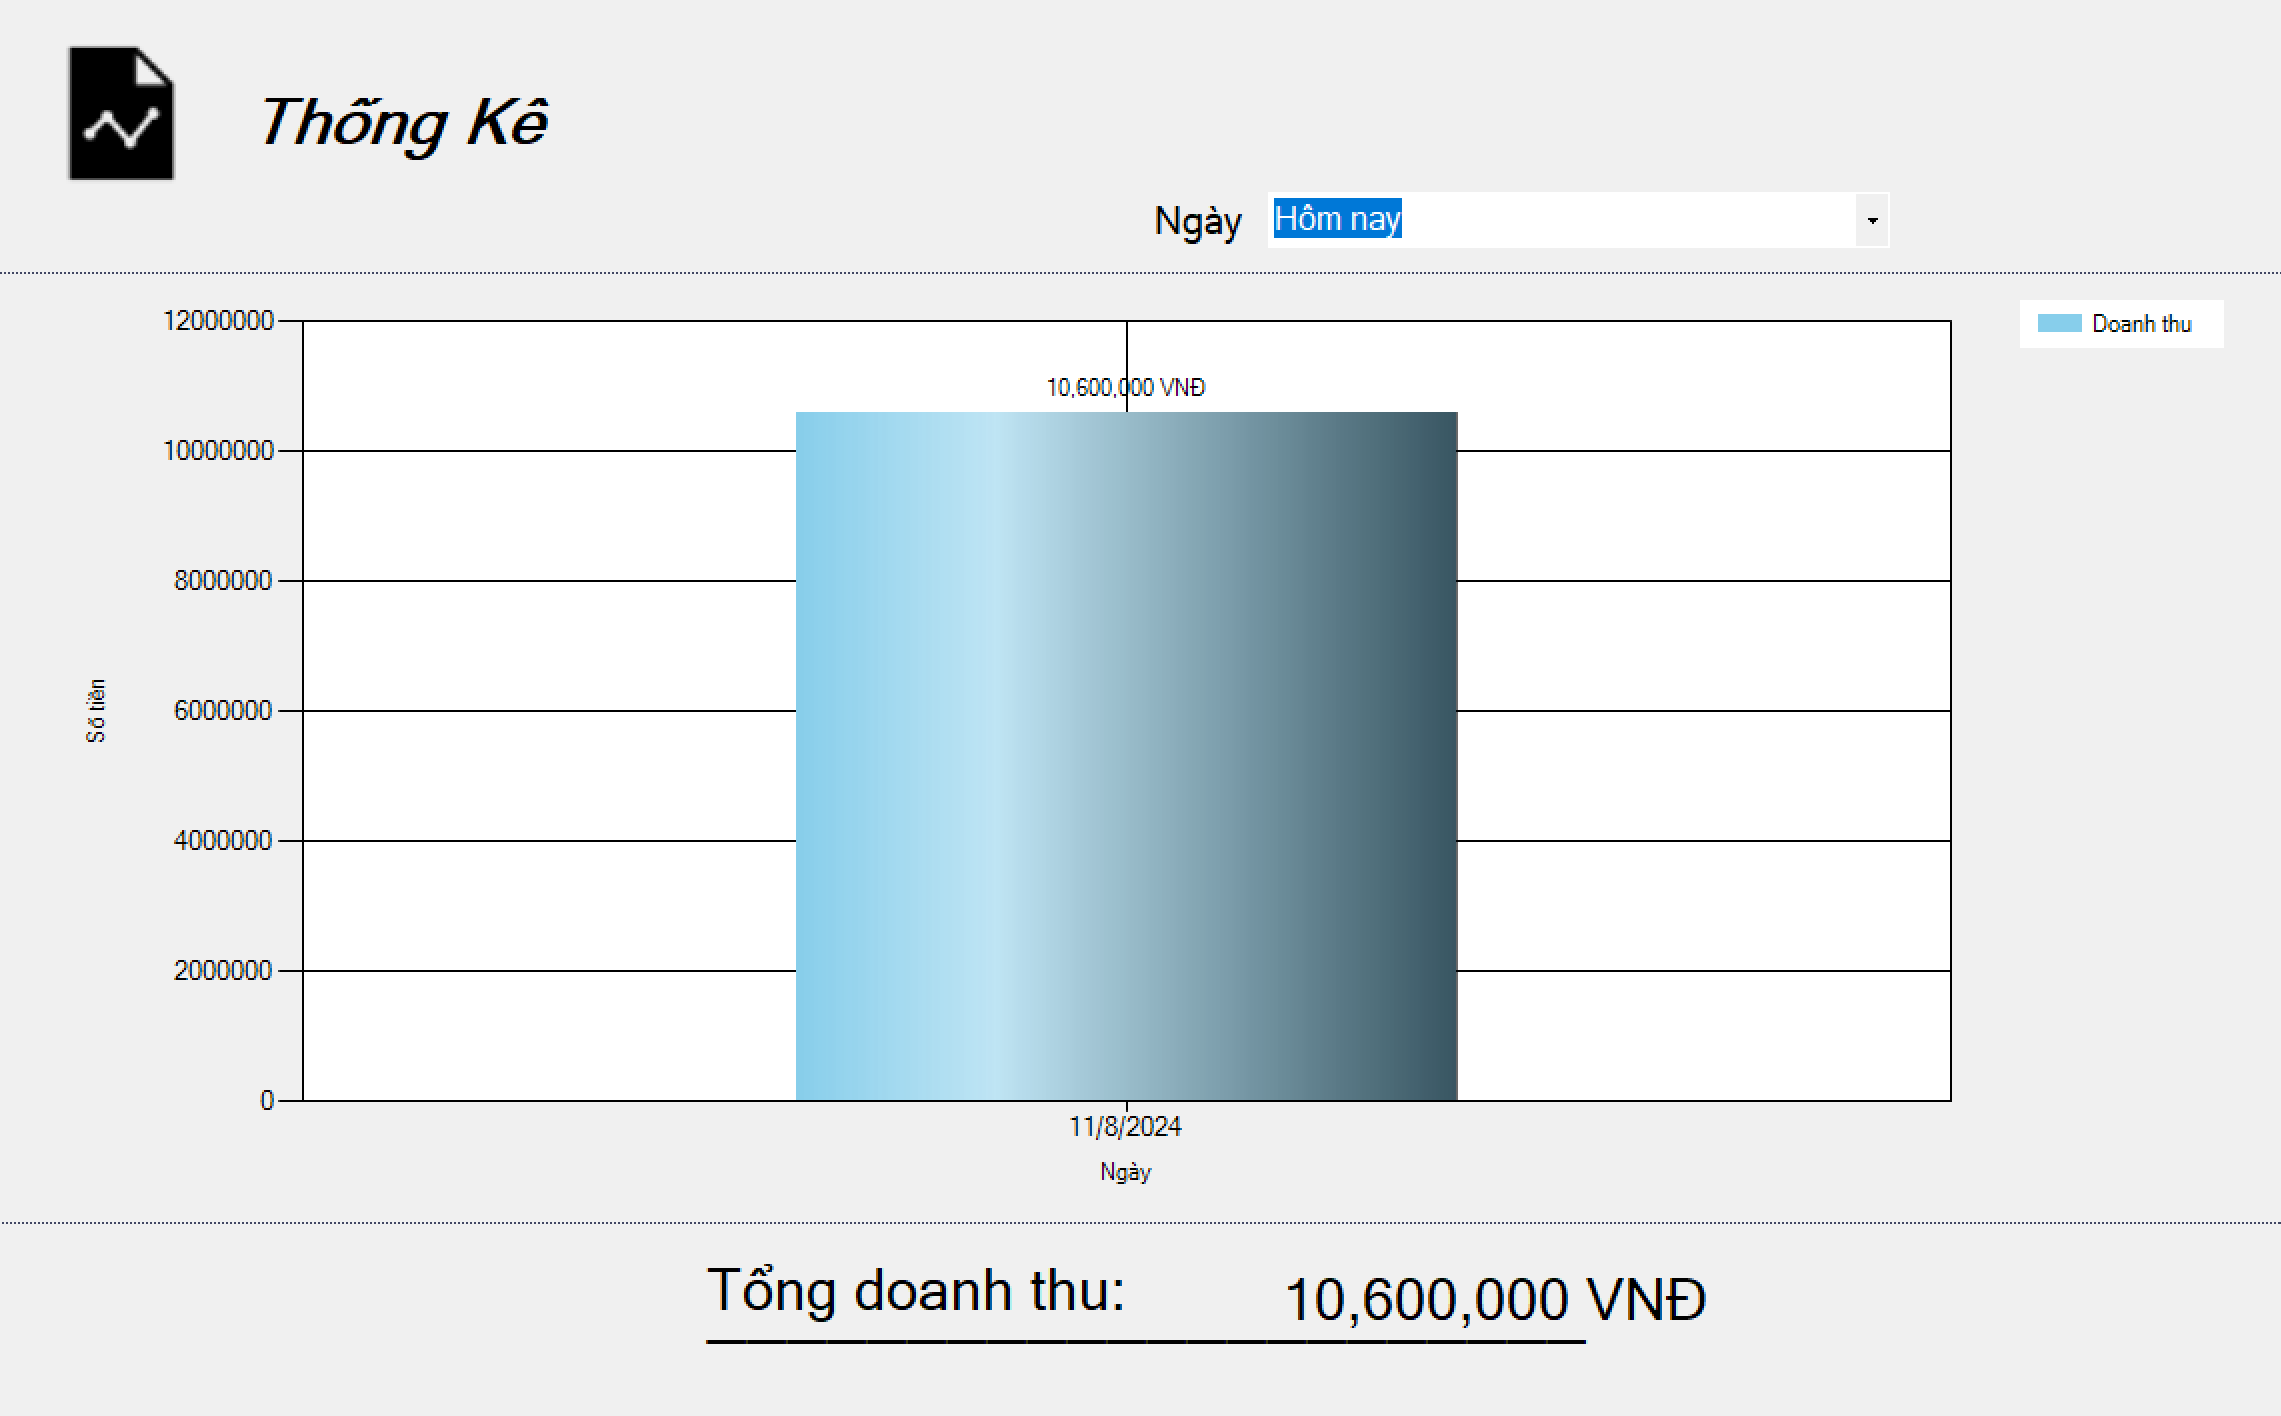 Thống Kê
Ngày Hôm nay
12000000
Doanh thu
10,600,000 VNĐ
10000000
8000000
6000000
Số tiền
4000000
2000000
0
11/8/2024
Ngày
Tổng doanh thu: 10,600,000 VNĐ